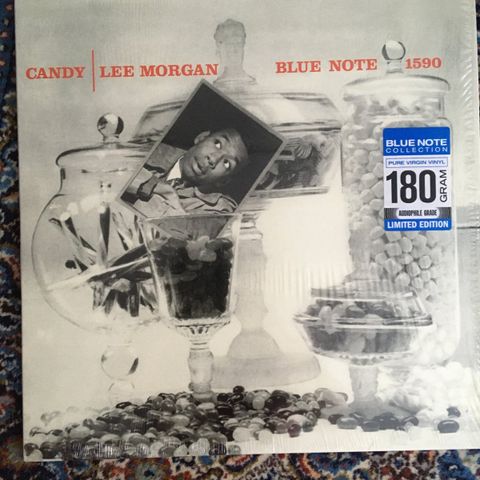 CANDY | LEE MORGAN BLUE NOTE 1590
BLUE NOTE
COLLECTION
PURE VIRGIN VINYL
180 GRAM
AUDIOPHILE GRADE
LIMITED EDITION